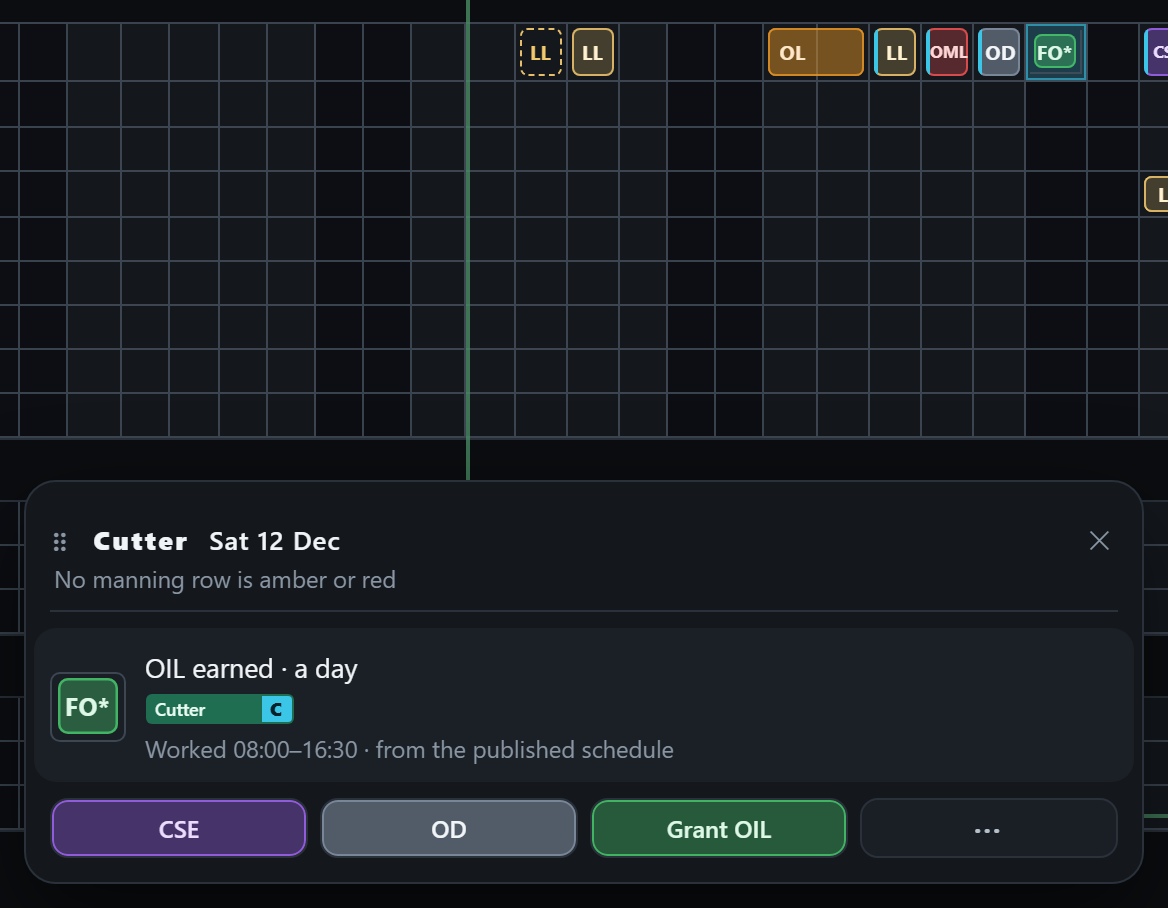 LL LL OL LL OML OD FO*
Cutter Sat 12 Dec
No manning row is amber or red
FO*
OIL earned · a day
Cutter C
Worked 08:00–16:30 · from the published schedule
CSE OD Grant OIL ...